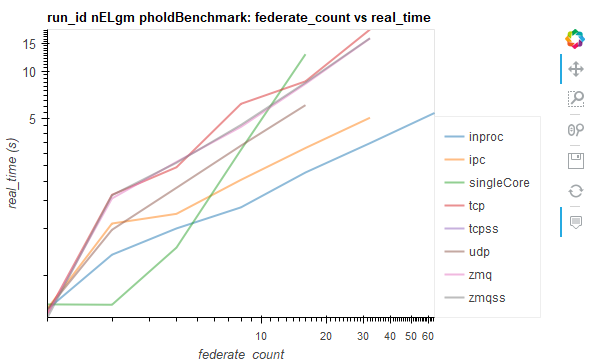 run_id nELgm pholdBenchmark: federate_count vs real_time
15
10
5
real_time (s)
10
20
30
40
50
60
federate_count
inproc
ipc
singleCore
tcp
tcpss
udp
zmq
zmqss